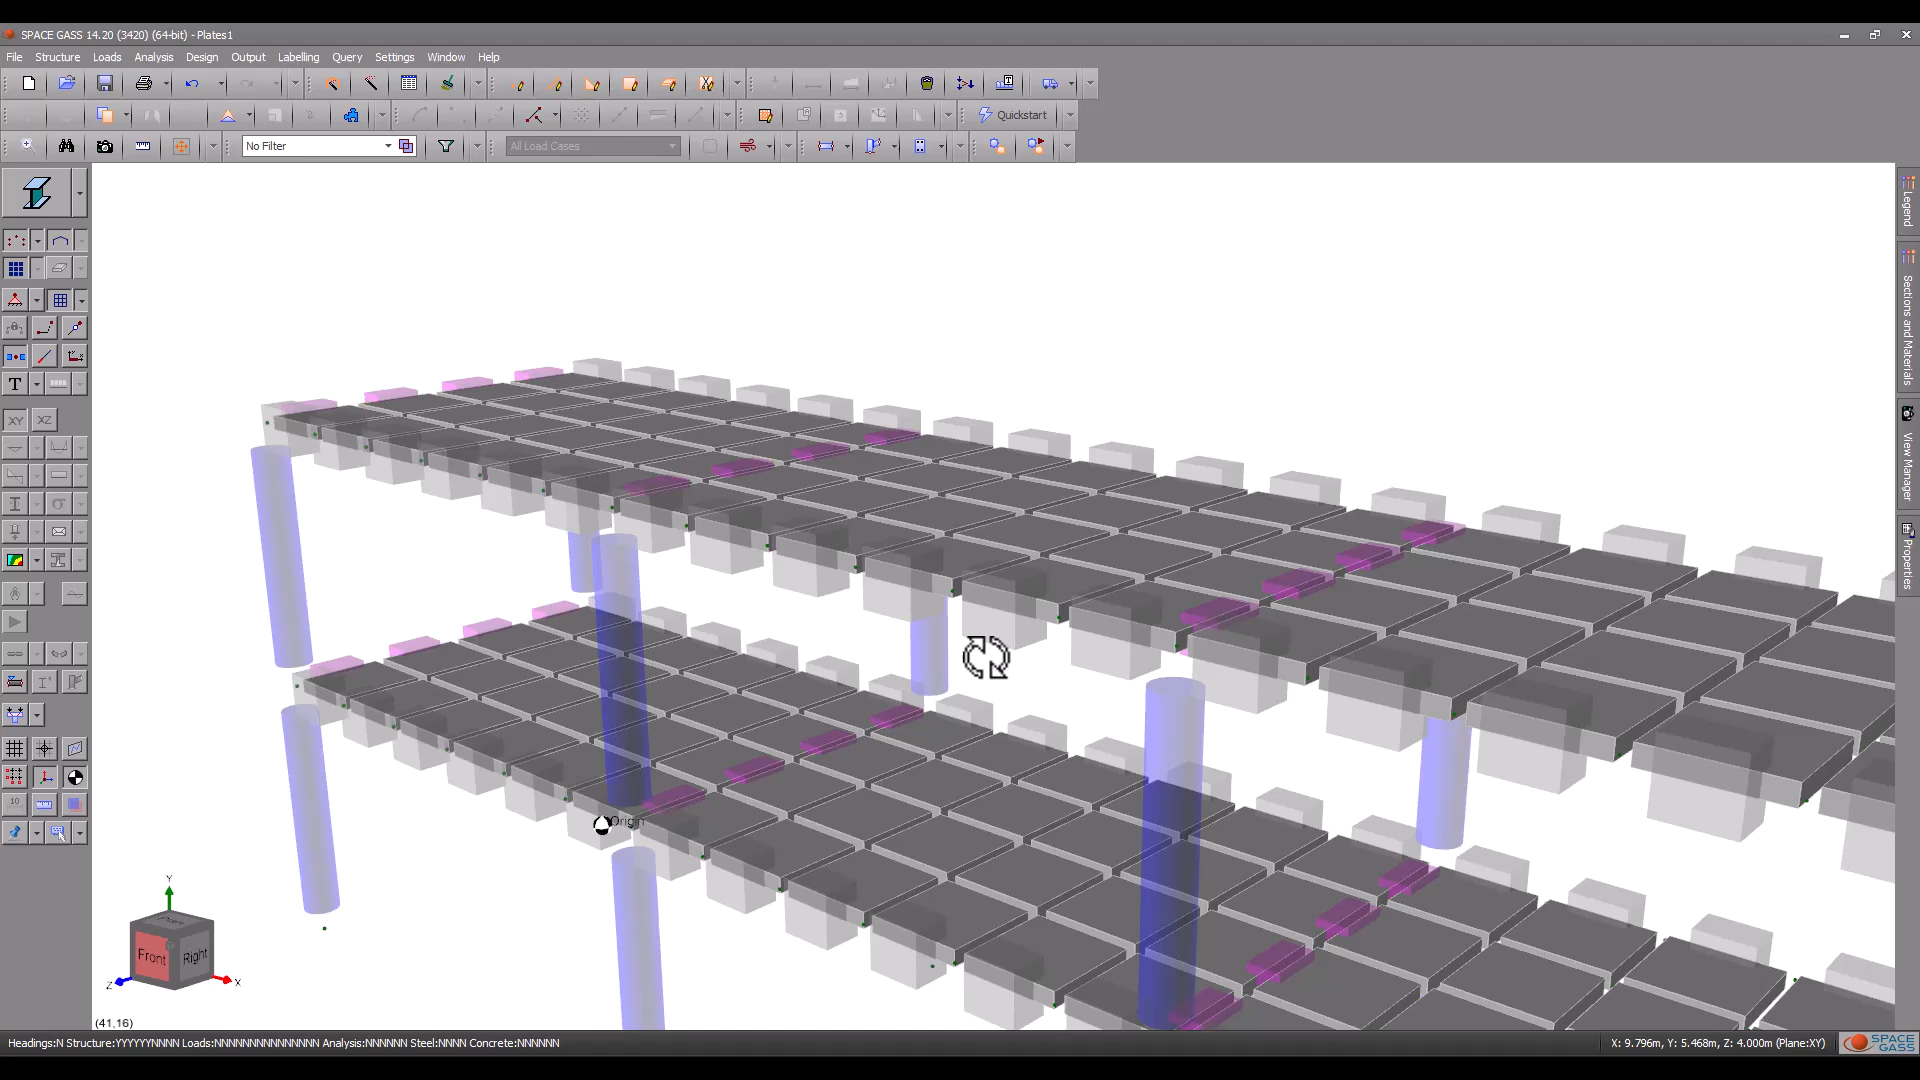 SPACE GASS 14.20 (3420) (64-bit) - Plates1
File Structure Loads Analysis Design Output Labelling Query Settings Window Help
Quickstart
No Filter
All Load Cases
Legend
Sections and Materials
View Manager
Properties
T
XY XZ
10
Origin
Y
Front Right
Z X
(41,16)
Headings:N Structure:YYYYYYNNNN Loads:NNNNNNNNNNNNNNNN Analysis:NNNNNN Steel:NNNN Concrete:NNNNNN
X: 9.796m, Y: 5.468m, Z: 4.000m (Plane:XY)
SPACE
GASS